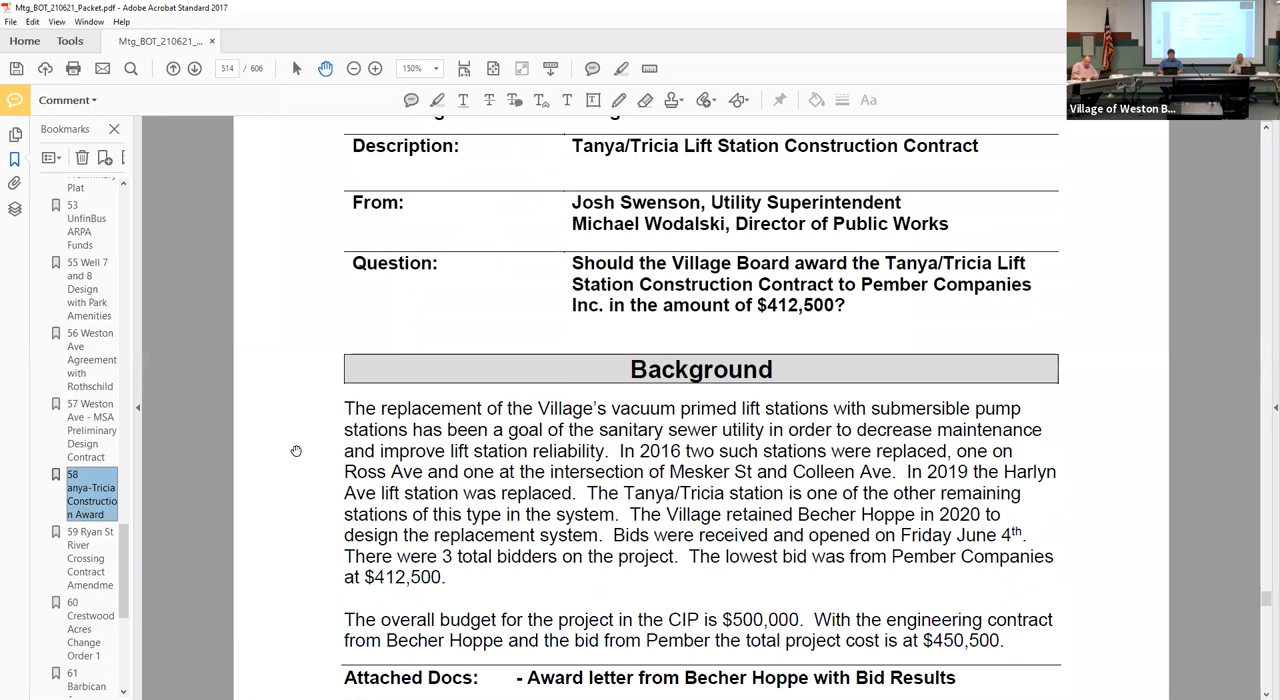 Mtg_BOT_210621_Packet.pdf - Adobe Acrobat Standard 2017
File Edit View Window Help
Home Tools Mtg_BOT_210621_... ×
514 / 606 150%
Comment
Aa
Village of Weston B...
Bookmarks
Plat
53
UnfinBus
ARPA
Funds
55 Well 7
and 8
Design
with Park
Amenities
56 Weston
Ave
Agreement
with
Rothschild
57 Weston
Ave - MSA
Preliminary
Design
Contract
58
anya-Tricia
Constructio
n Award
59 Ryan St
River
Crossing
Contract
Amendme
60
Crestwood
Acres
Change
Order 1
61
Barbican
Description: Tanya/Tricia Lift Station Construction Contract
From: Josh Swenson, Utility Superintendent
Michael Wodalski, Director of Public Works
Question: Should the Village Board award the Tanya/Tricia Lift
Station Construction Contract to Pember Companies
Inc. in the amount of $412,500?
Background
The replacement of the Village's vacuum primed lift stations with submersible pump
stations has been a goal of the sanitary sewer utility in order to decrease maintenance
and improve lift station reliability. In 2016 two such stations were replaced, one on
Ross Ave and one at the intersection of Mesker St and Colleen Ave. In 2019 the Harlyn
Ave lift station was replaced. The Tanya/Tricia station is one of the other remaining
stations of this type in the system. The Village retained Becher Hoppe in 2020 to
design the replacement system. Bids were received and opened on Friday June 4th.
There were 3 total bidders on the project. The lowest bid was from Pember Companies
at $412,500.
The overall budget for the project in the CIP is $500,000. With the engineering contract
from Becher Hoppe and the bid from Pember the total project cost is at $450,500.
Attached Docs: - Award letter from Becher Hoppe with Bid Results